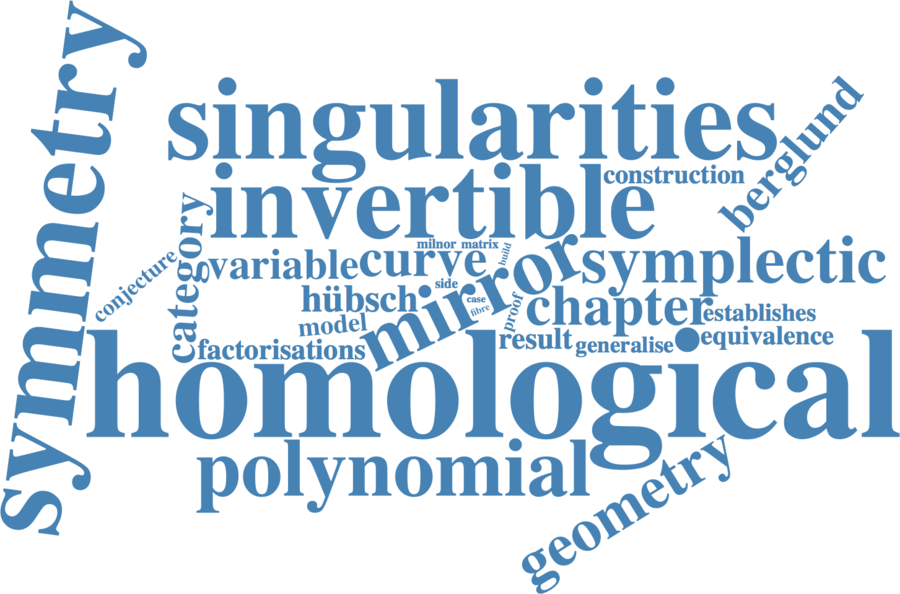 symmetry
singularities
berglund
construction
invertible
category
milnor matrix
build
conjecture
variable
curve
mirror
symplectic
side
hübsch
case
fibre
proof
chapter
establishes
model
result
generalise
equivalence
factorisations
homological
polynomial
geometry